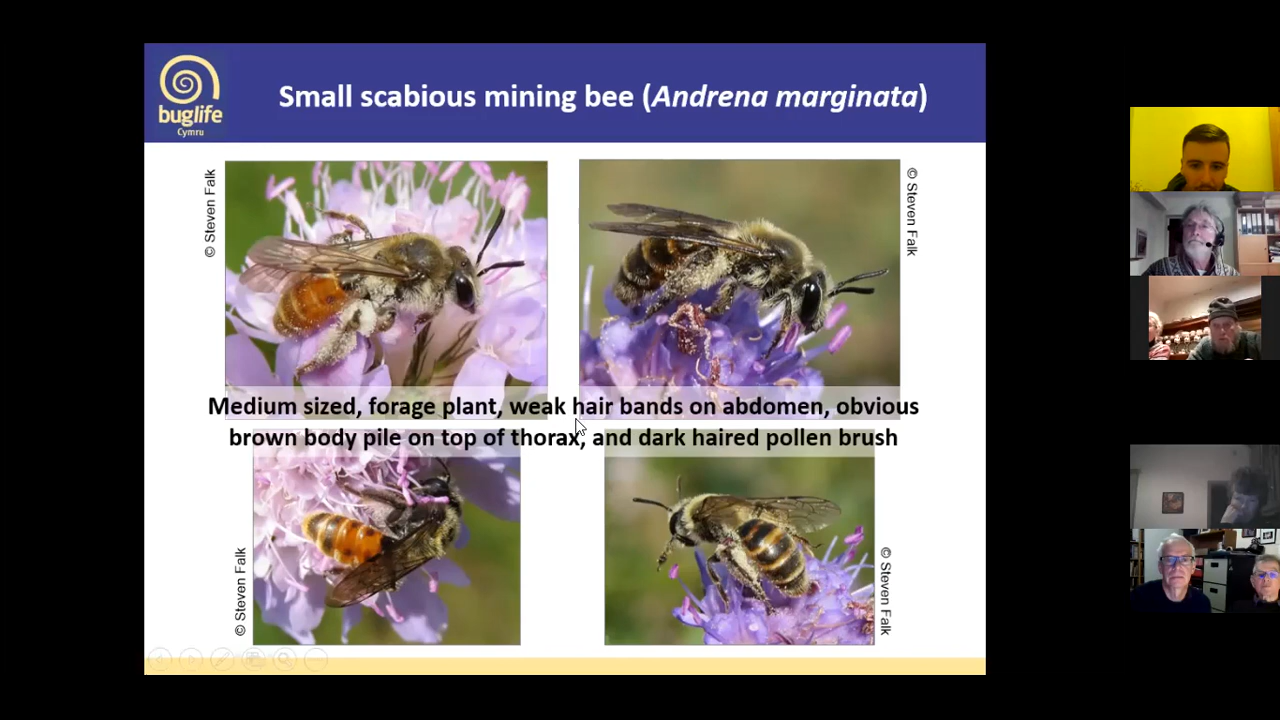 buglife
Cymru
Small scabious mining bee (Andrena marginata)
© Steven Falk
© Steven Falk
Medium sized, forage plant, weak hair bands on abdomen, obvious
brown body pile on top of thorax, and dark haired pollen brush
© Steven Falk
© Steven Falk